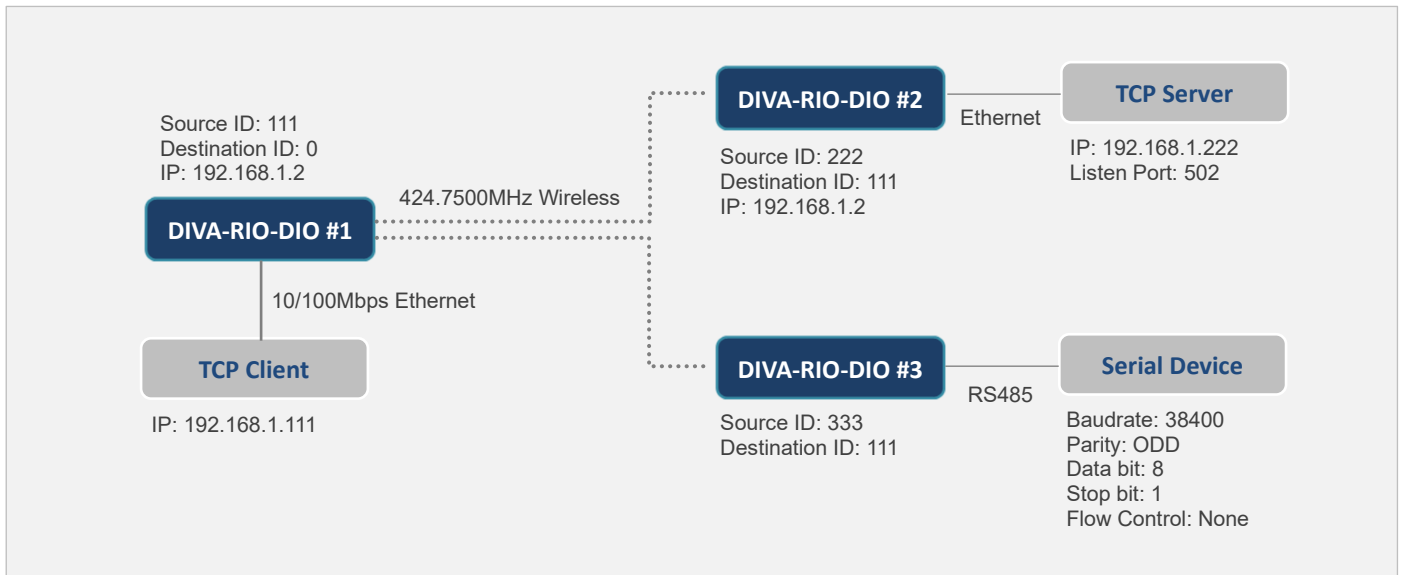 Source ID: 111
Destination ID: 0
IP: 192.168.1.2
DIVA-RIO-DIO #1
10/100Mbps Ethernet
TCP Client
IP: 192.168.1.111
424.7500MHz Wireless
DIVA-RIO-DIO #2
Ethernet
TCP Server
Source ID: 222
Destination ID: 111
IP: 192.168.1.2
IP: 192.168.1.222
Listen Port: 502
DIVA-RIO-DIO #3
RS485
Serial Device
Source ID: 333
Destination ID: 111
Baudrate: 38400
Parity: ODD
Data bit: 8
Stop bit: 1
Flow Control: None